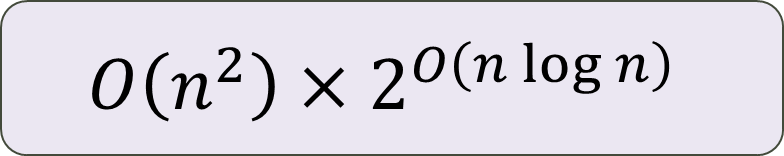 O(n²) × 2^{O(n log n)}